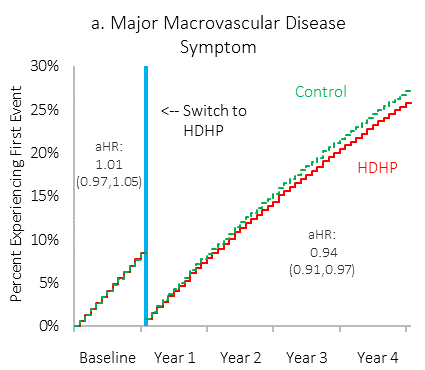 a. Major Macrovascular Disease
Symptom
Percent Experiencing First Event
30%
25%
20%
15%
10%
5%
0%
<-- Switch to
HDHP
Control
HDHP
aHR:
1.01
(0.97,1.05)
aHR:
0.94
(0.91,0.97)
Baseline
Year 1
Year 2
Year 3
Year 4